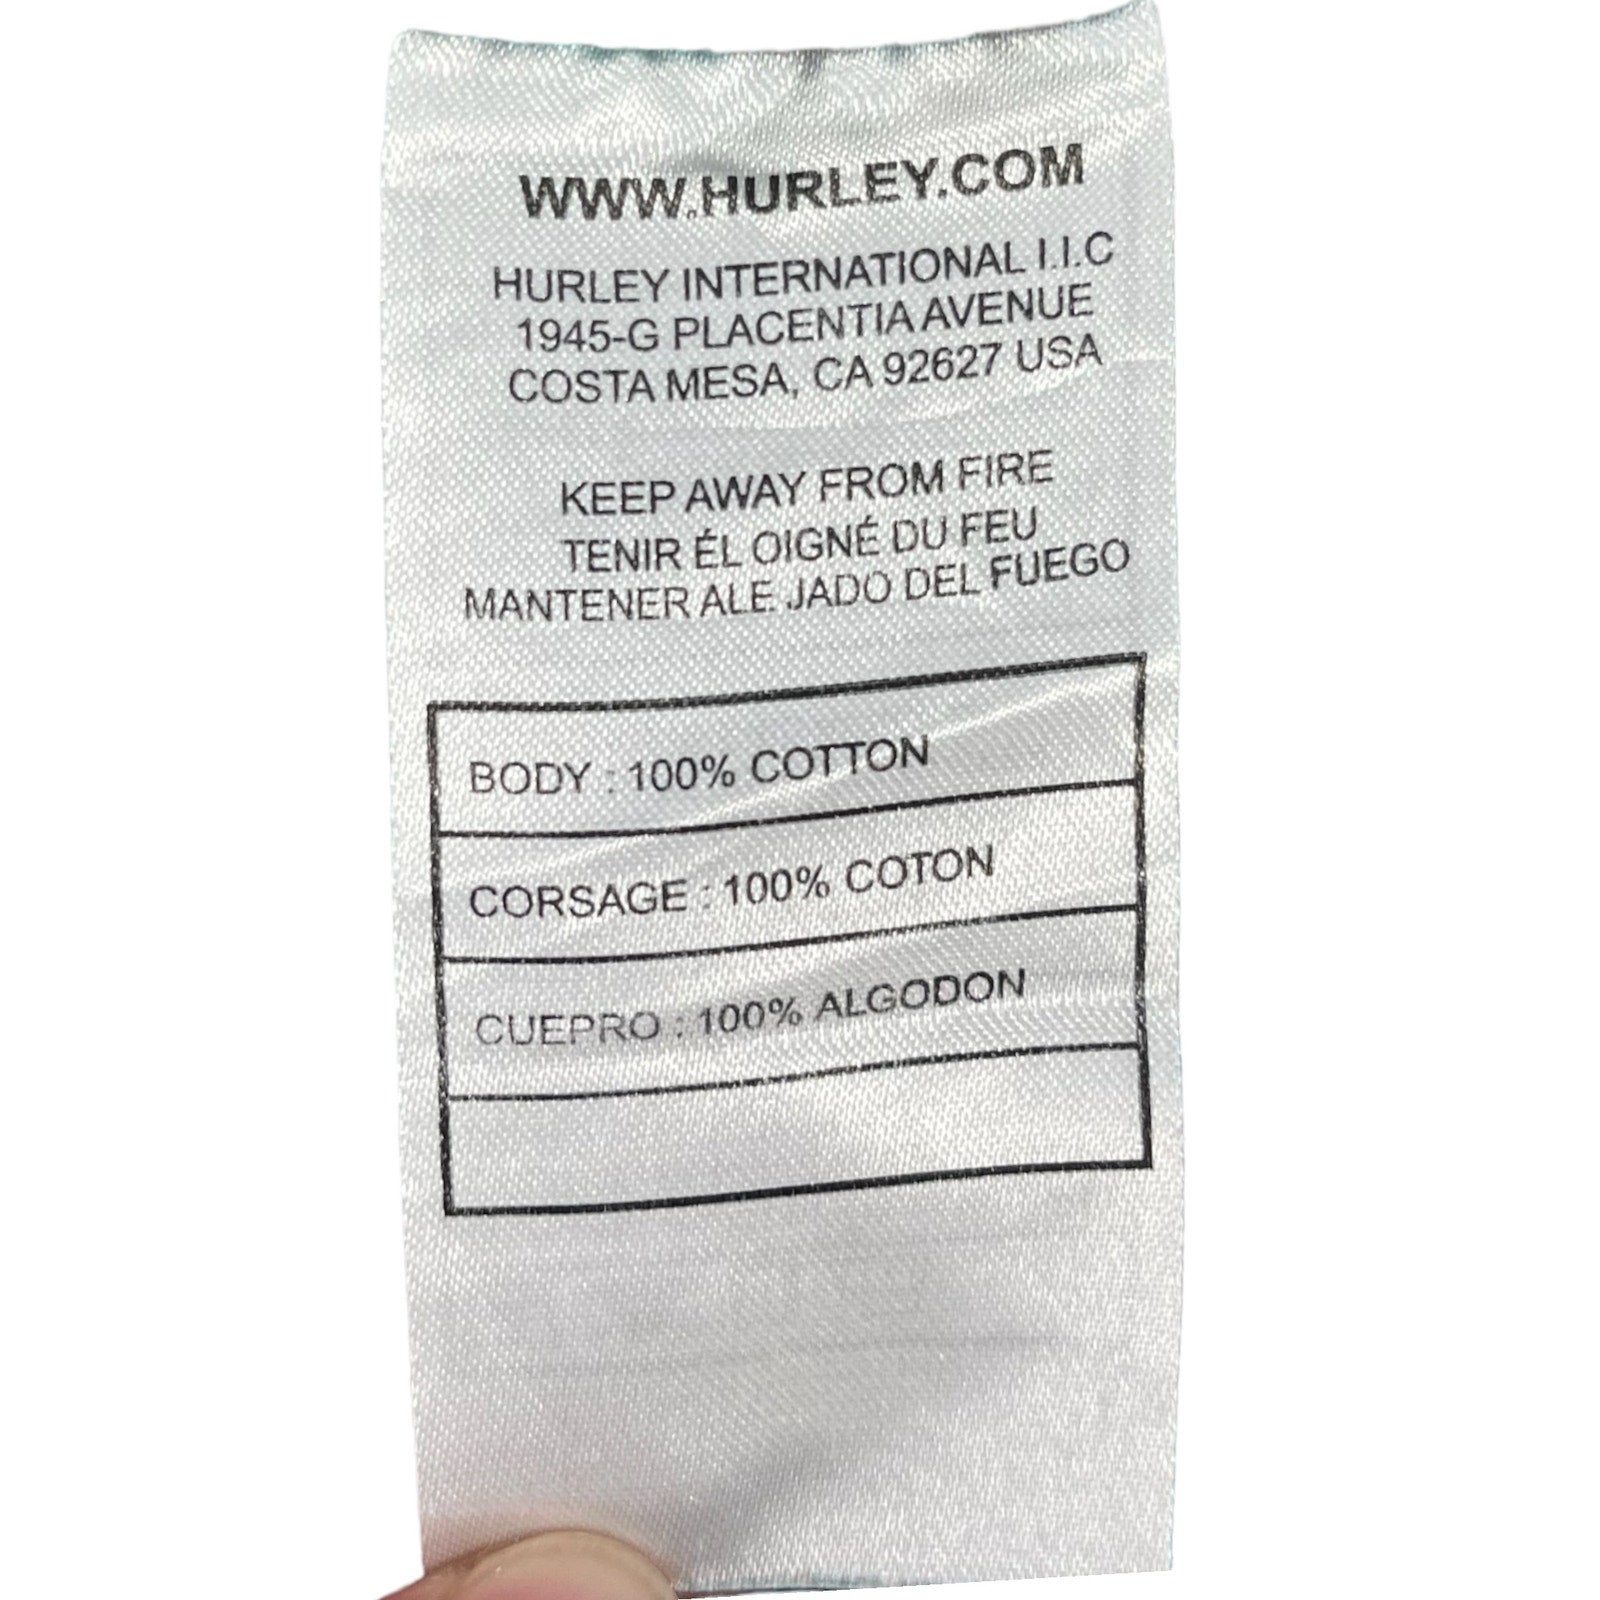 WWW.HURLEY.COM
HURLEY INTERNATIONAL I.I.C
1945-G PLACENTIA AVENUE
COSTA MESA, CA 92627 USA
KEEP AWAY FROM FIRE
TENIR ÉL OIGNÉ DU FEU
MANTENER ALE JADO DEL FUEGO
BODY : 100% COTTON
CORSAGE : 100% COTON
CUEPRO : 100% ALGODON